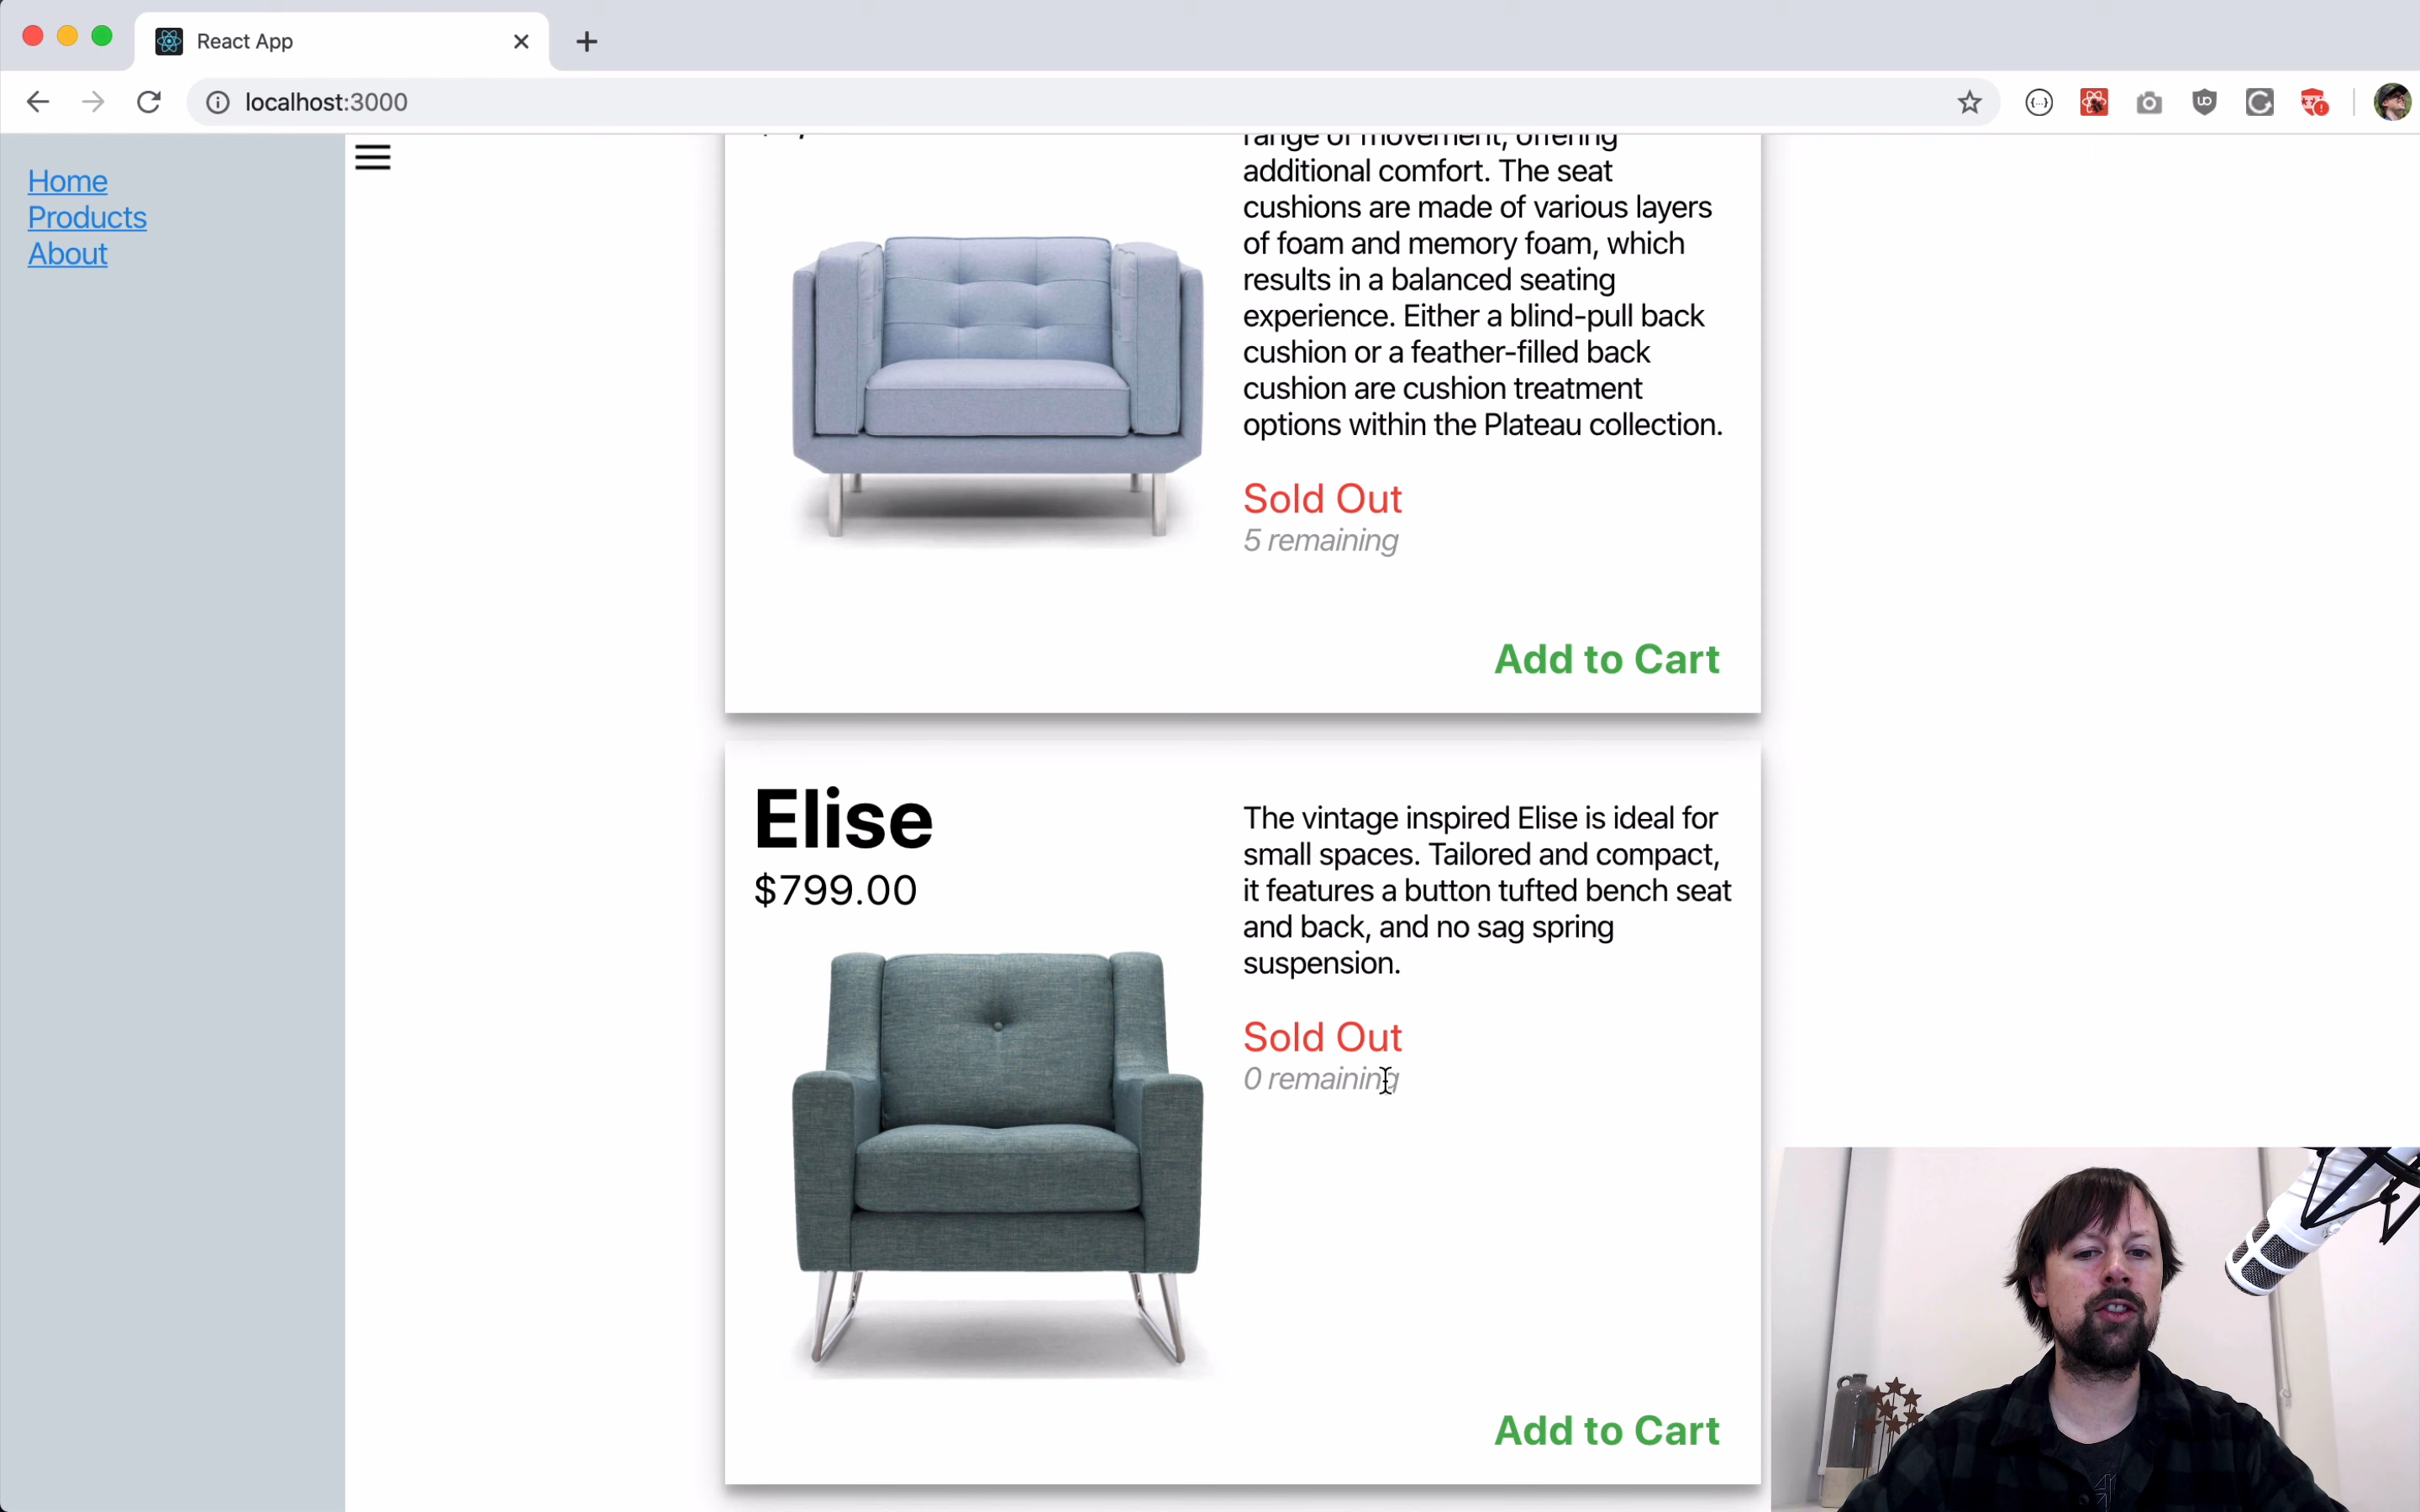 React App
localhost:3000
Home
Products
About
range of movement, offering
additional comfort. The seat
cushions are made of various layers
of foam and memory foam, which
results in a balanced seating
experience. Either a blind-pull back
cushion or a feather-filled back
cushion are cushion treatment
options within the Plateau collection.
Sold Out
5 remaining
Add to Cart
Elise
$799.00
The vintage inspired Elise is ideal for
small spaces. Tailored and compact,
it features a button tufted bench seat
and back, and no sag spring
suspension.
Sold Out
0 remaining
Add to Cart